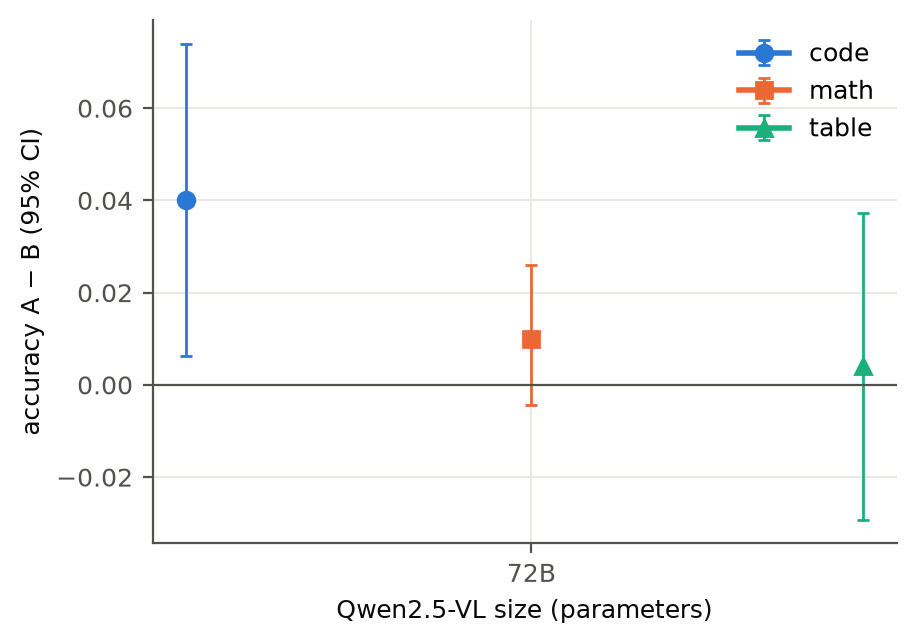 code
math
table
0.06
0.04
0.02
0.00
−0.02
accuracy A − B (95% CI)
72B
Qwen2.5-VL size (parameters)